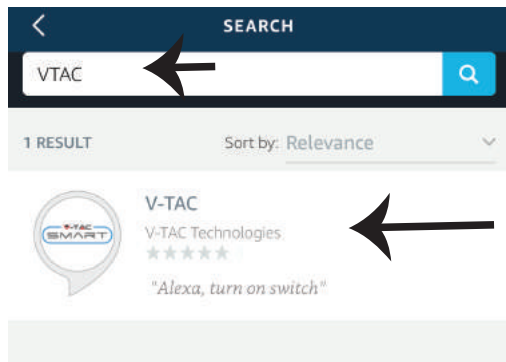 SEARCH
VTAC
1 RESULT Sort by: Relevance
V-TAC
V-TAC Technologies
V-TAC
SMART
"Alexa, turn on switch"